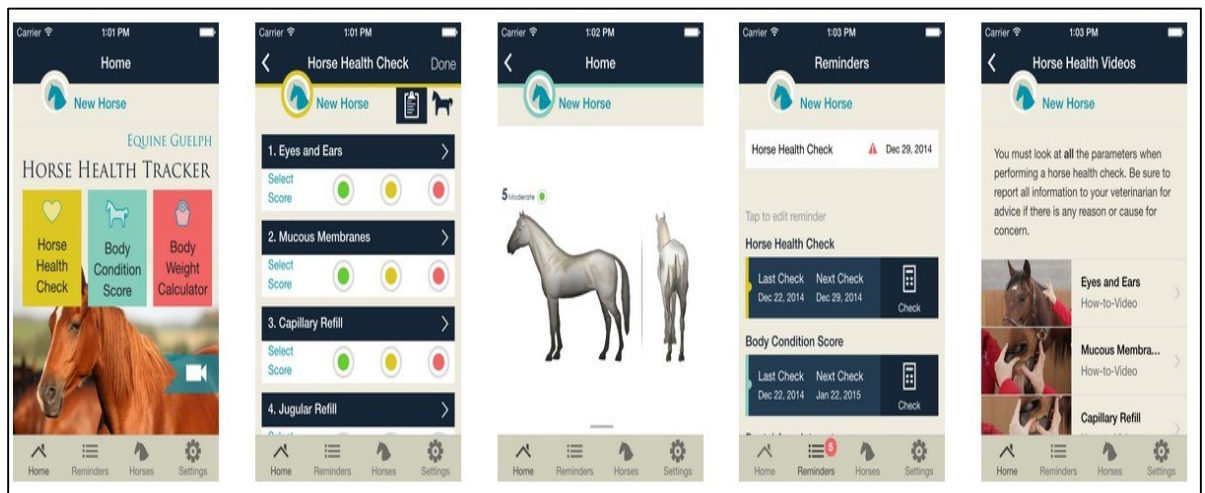 Carrier
1:01 PM
Home
New Horse
EQUINE GUELPH
HORSE HEALTH TRACKER
Horse
Health
Check
Body
Condition
Score
Body
Weight
Calculator
Home
Reminders
Horses
Settings
Carrier
1:01 PM
Horse Health Check
Done
New Horse
1. Eyes and Ears
Select
Score
2. Mucous Membranes
Select
Score
3. Capillary Refill
Select
Score
4. Jugular Refill
Home
Reminders
Horses
Settings
Carrier
1:02 PM
Home
New Horse
5 Moderate
Home
Reminders
Horses
Settings
Carrier
1:03 PM
Reminders
New Horse
Horse Health Check
Dec 29, 2014
Tap to edit reminder
Horse Health Check
Last Check Next Check
Dec 22, 2014 Dec 29, 2014
Check
Body Condition Score
Last Check Next Check
Dec 22, 2014 Jan 22, 2015
Check
5
Home
Reminders
Horses
Settings
Carrier
1:03 PM
Horse Health Videos
New Horse
You must look at all the parameters when
performing a horse health check. Be sure to
report all information to your veterinarian for
advice if there is any reason or cause for
concern.
Eyes and Ears
How-to-Video
Mucous Membra...
How-to-Video
Capillary Refill
Home
Reminders
Horses
Settings